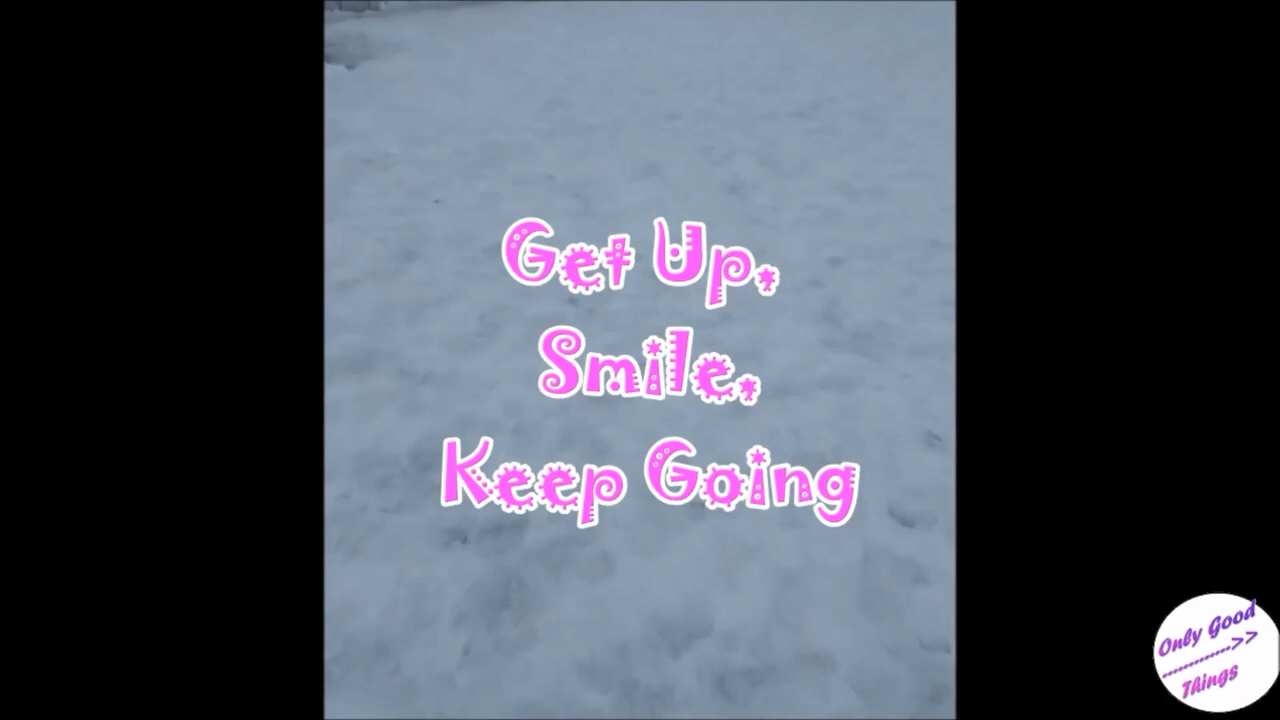 Get Up,
Smile,
Keep Going
Only Good
------------->>
Things